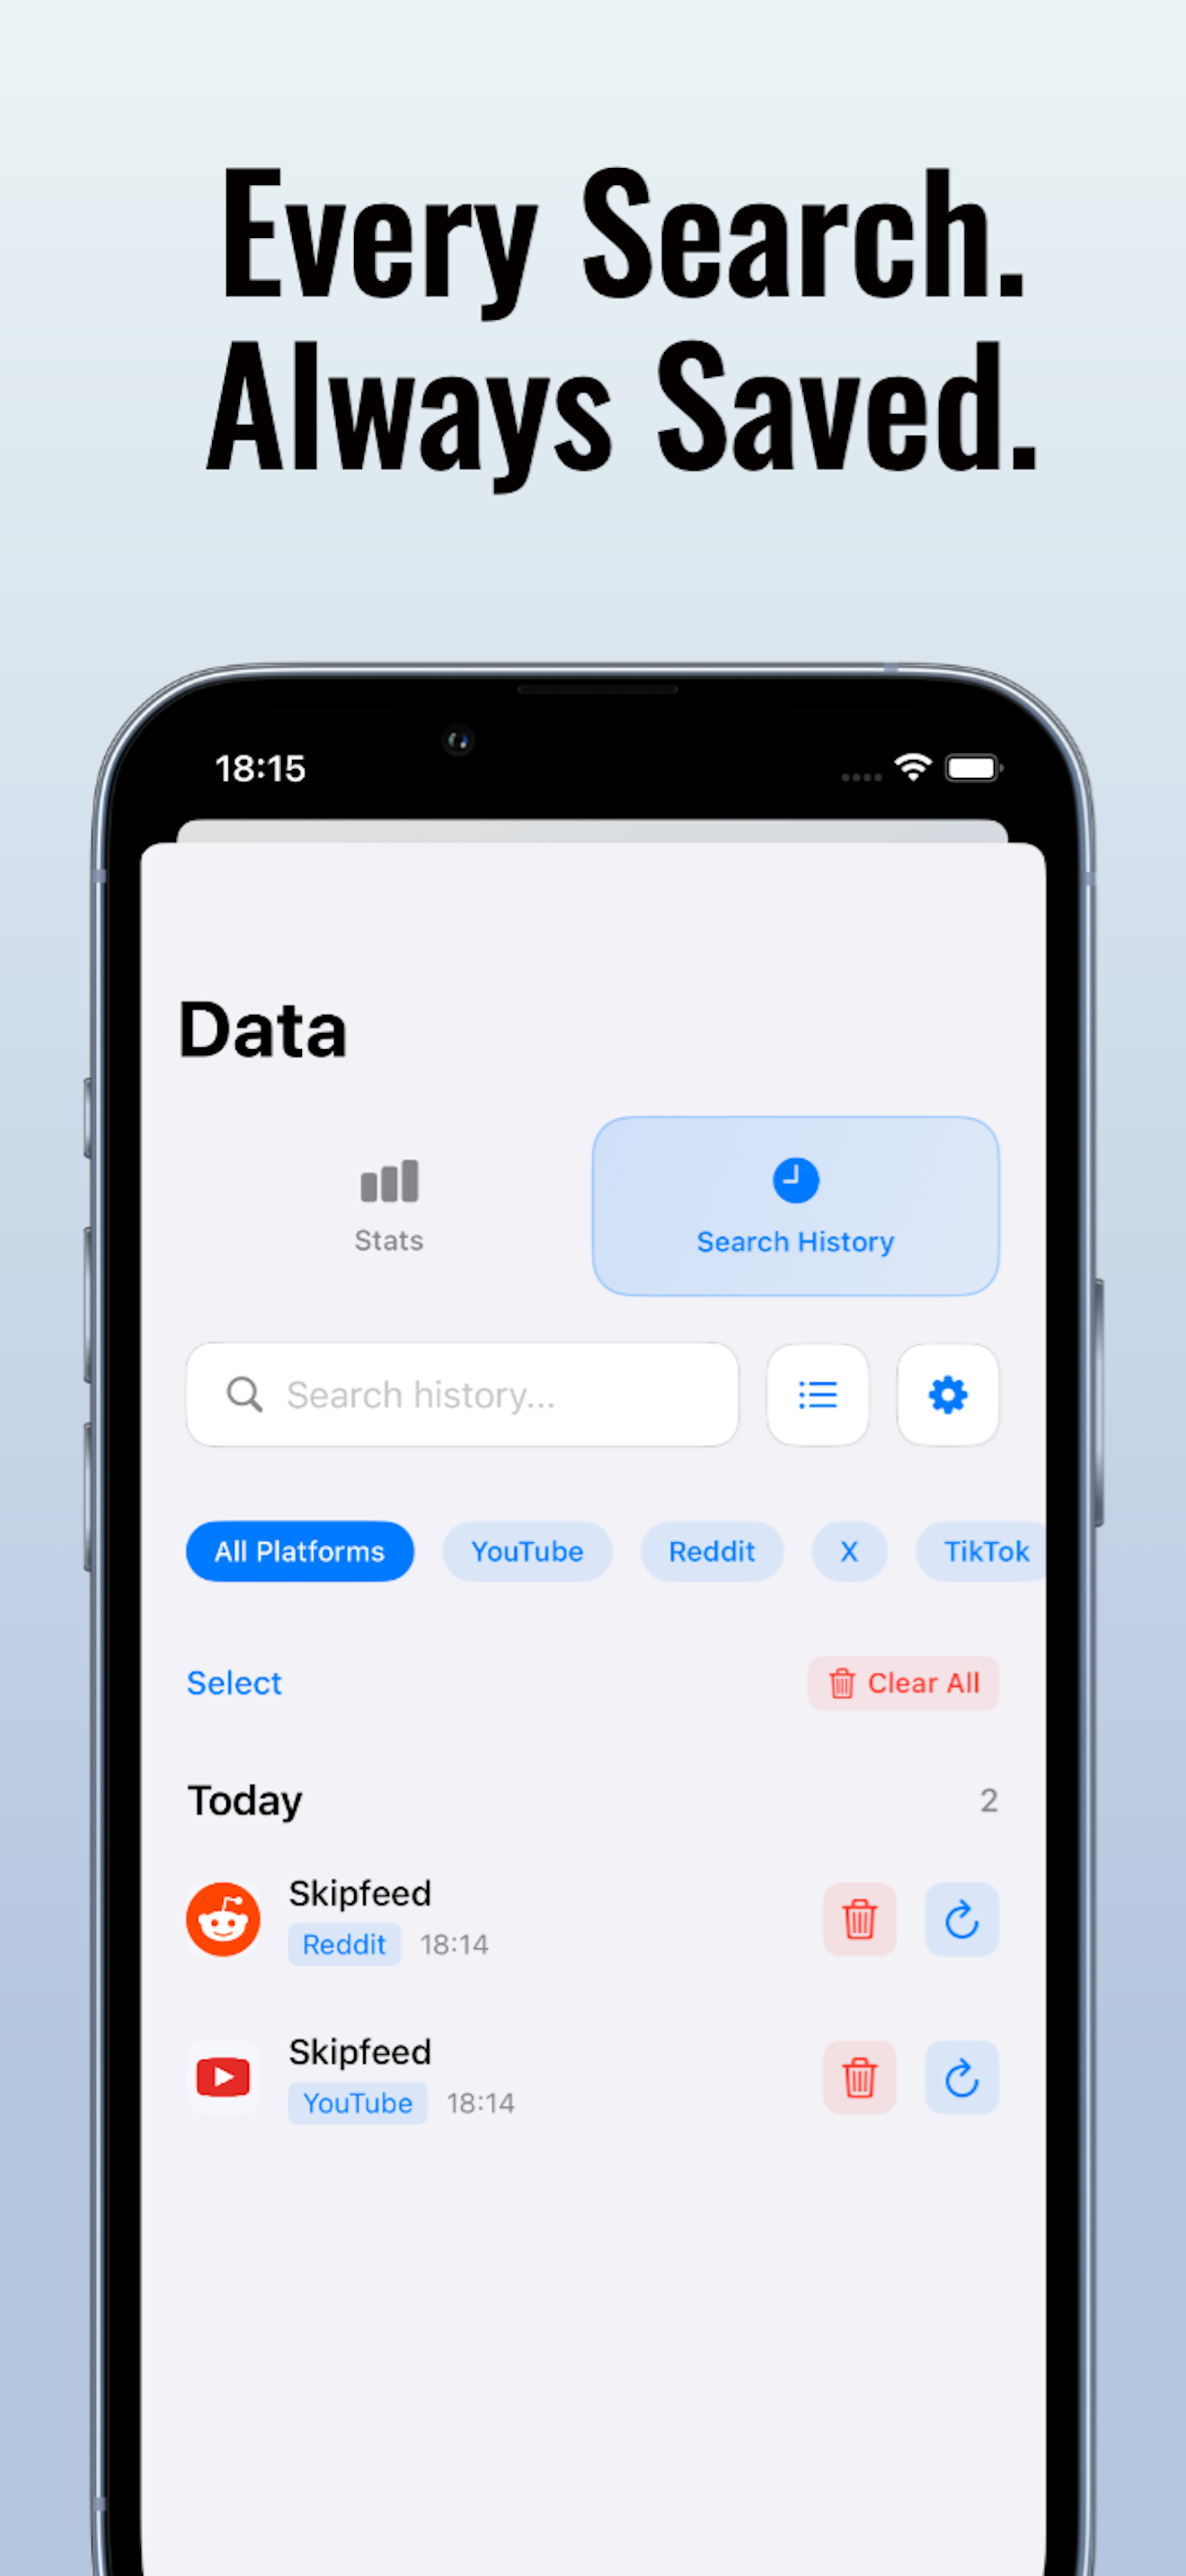 Every Search.
Always Saved.
18:15
Data
Stats
Search History
Search history...
All Platforms YouTube Reddit X TikTok
Select Clear All
Today 2
Skipfeed
Reddit 18:14
Skipfeed
YouTube 18:14